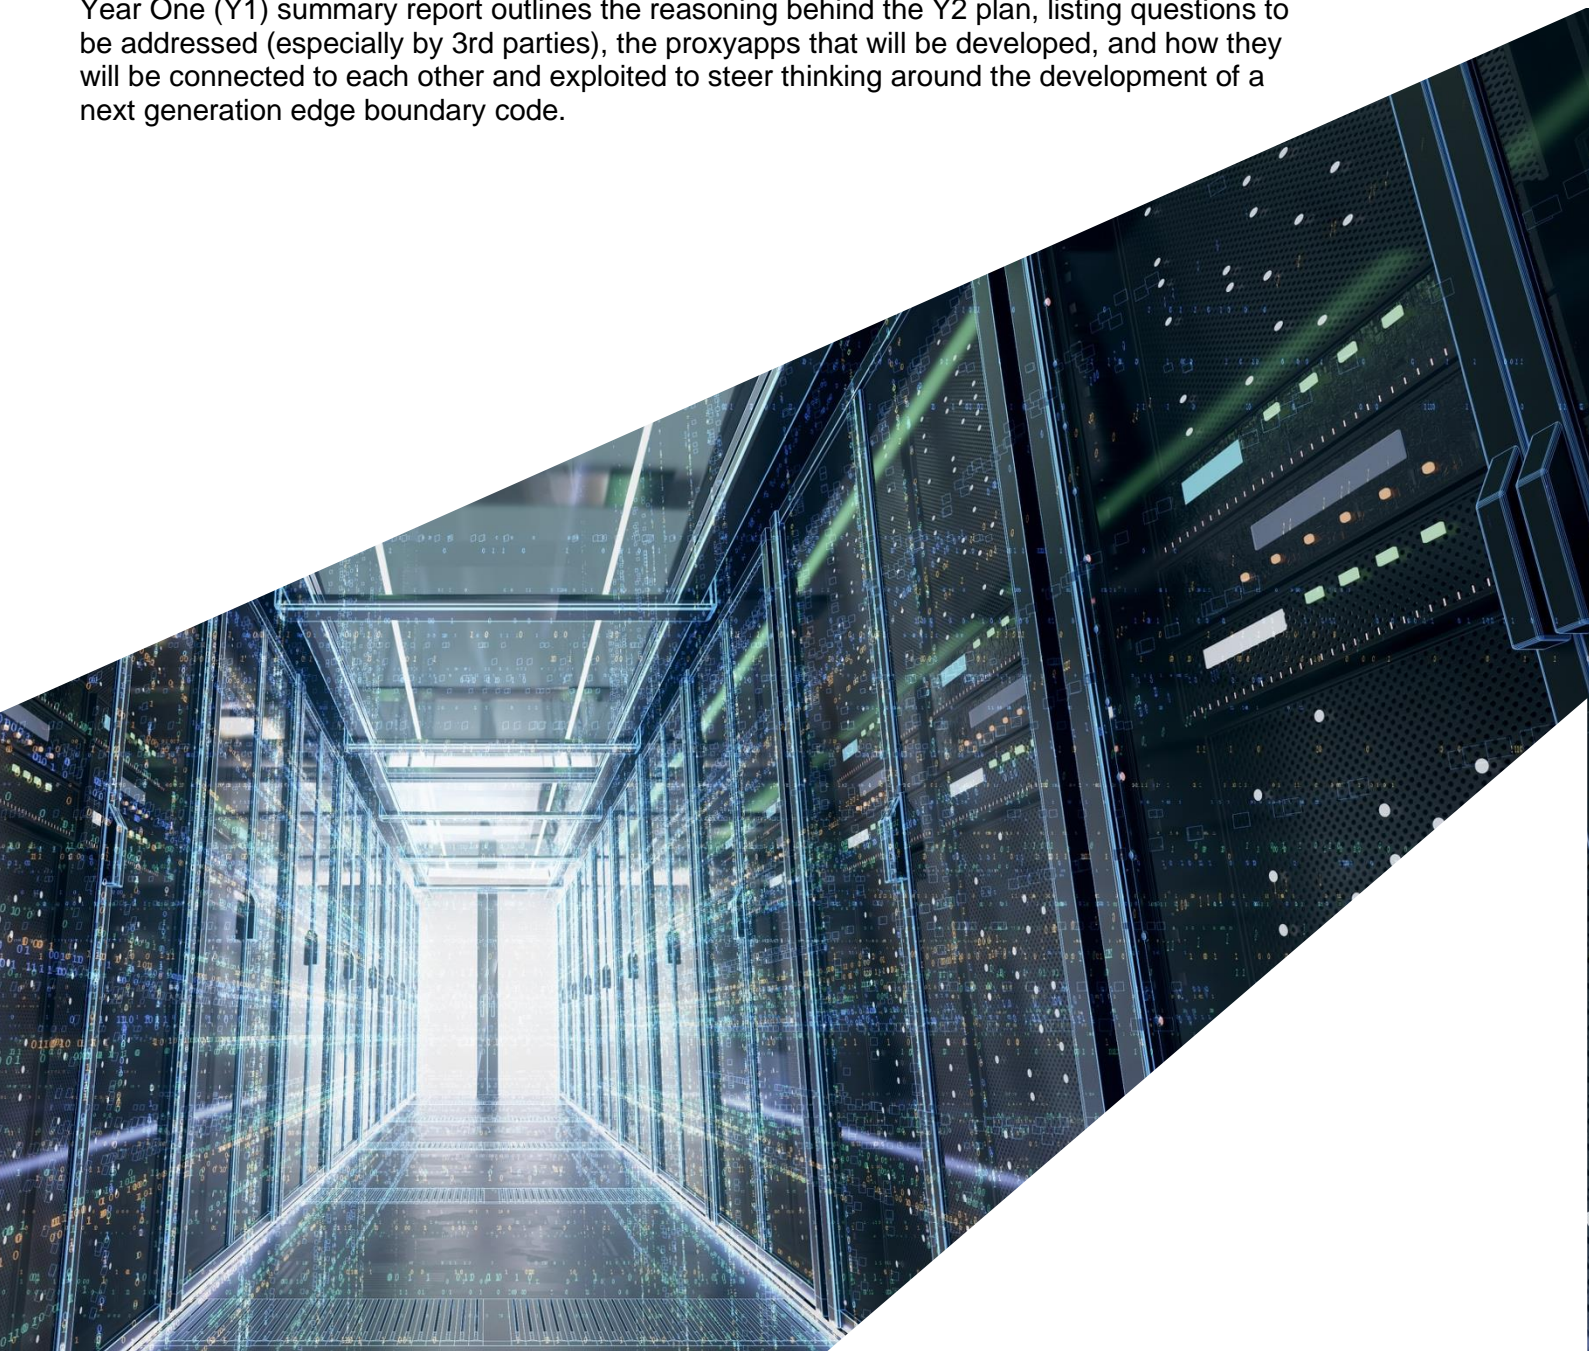 Year One (Y1) summary report outlines the reasoning behind the Y2 plan, listing questions to
be addressed (especially by 3rd parties), the proxyapps that will be developed, and how they
will be connected to each other and exploited to steer thinking around the development of a
next generation edge boundary code.